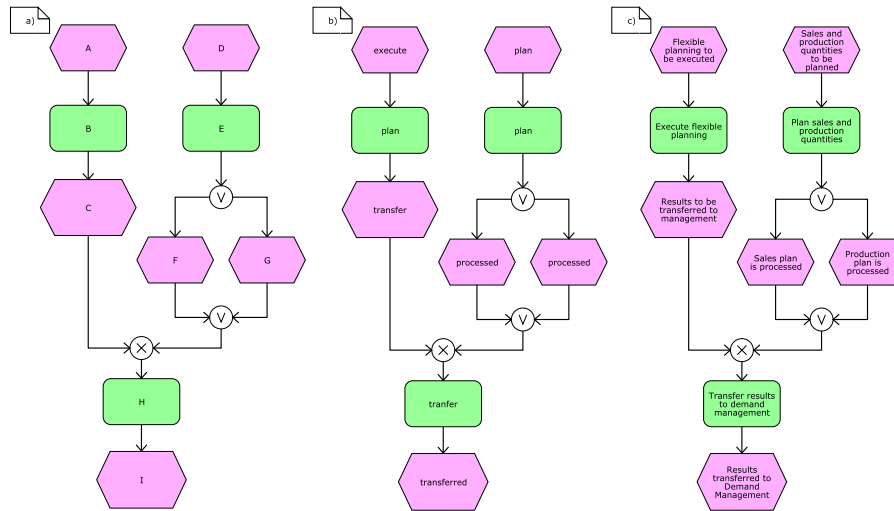 a)
A
D
B
E
C
V
F
G
V
H
I
b)
execute
plan
plan
plan
transfer
V
processed
processed
V
tranfer
transferred
c)
Flexible
planning to
be executed
Sales and
production
quantities
to be
planned
Execute flexible
planning
Plan sales and
production
quantities
Results to be
transferred to
management
V
Sales plan
is processed
Production
plan is
processed
V
Transfer results
to demand
management
Results
transferred to
Demand
Management